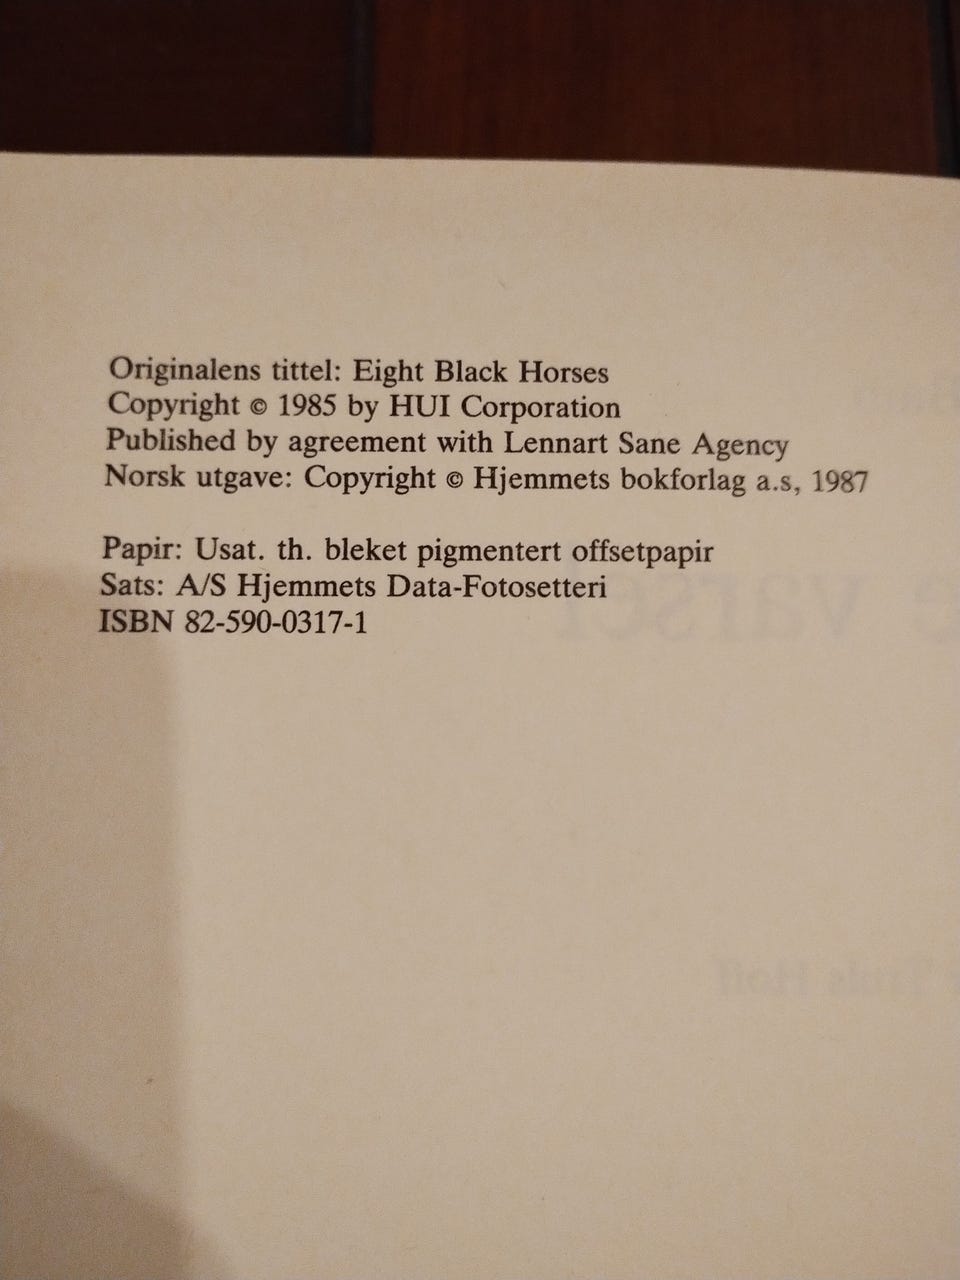 Originalens tittel: Eight Black Horses
Copyright © 1985 by HUI Corporation
Published by agreement with Lennart Sane Agency
Norsk utgave: Copyright © Hjemmets bokforlag a.s, 1987
Papir: Usat. th. bleket pigmentert offsetpapir
Sats: A/S Hjemmets Data-Fotosetteri
ISBN 82-590-0317-1